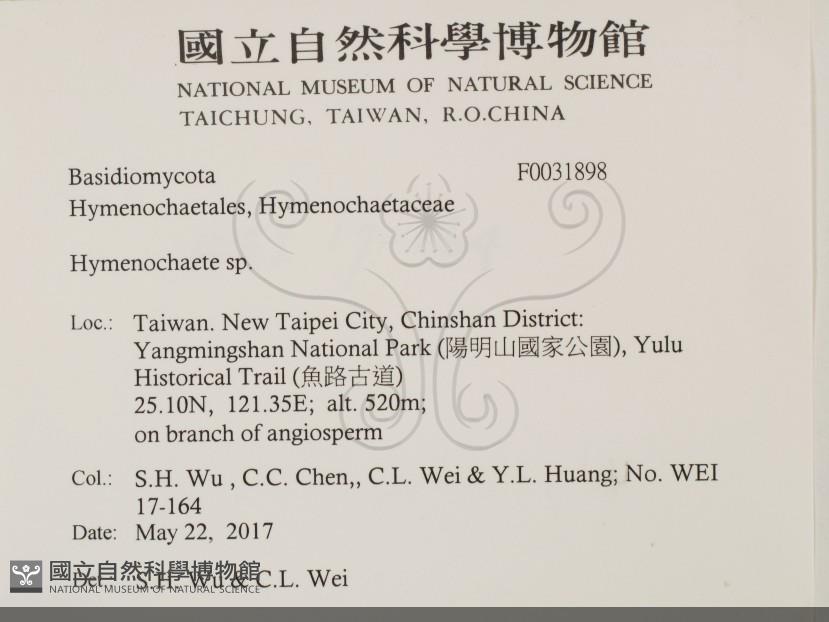 國立自然科學博物館
NATIONAL MUSEUM OF NATURAL SCIENCE
TAICHUNG, TAIWAN, R.O.CHINA
Basidiomycota F0031898
Hymenochaetales, Hymenochaetaceae
Hymenochaete sp.
Loc.: Taiwan. New Taipei City, Chinshan District:
Yangmingshan National Park (陽明山國家公園), Yulu
Historical Trail (魚路古道)
25.10N, 121.35E; alt. 520m;
on branch of angiosperm
Col.: S.H. Wu , C.C. Chen,, C.L. Wei & Y.L. Huang; No. WEI
17-164
Date: May 22, 2017
Det.: S.H. Wu & C.L. Wei
國立自然科學博物館
NATIONAL MUSEUM OF NATURAL SCIENCE